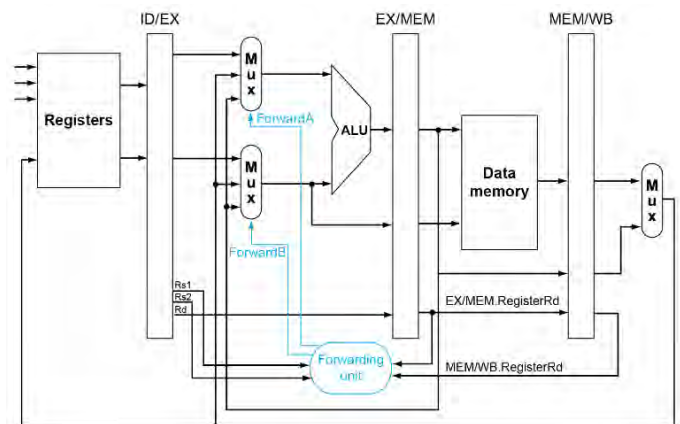 ID/EX
EX/MEM
MEM/WB
Registers
Mux
ForwardA
ALU
Mux
Data
memory
Mux
ForwardB
Rs1
Rs2
Rd
EX/MEM.RegisterRd
Forwarding
unit
MEM/WB.RegisterRd